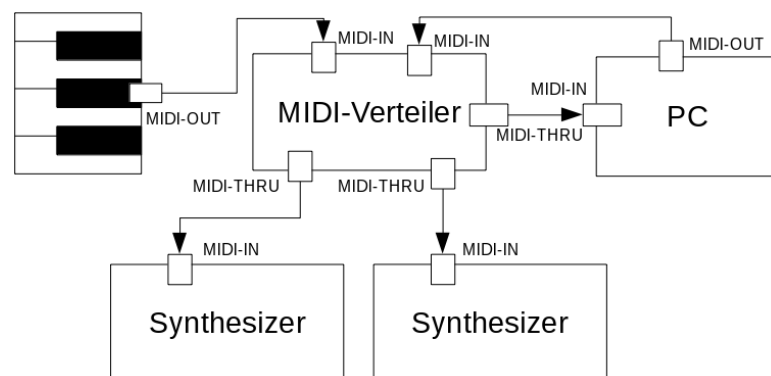 MIDI-IN
MIDI-IN
MIDI-OUT
MIDI-OUT
MIDI-Verteiler
MIDI-IN
MIDI-THRU
PC
MIDI-THRU
MIDI-THRU
MIDI-IN
MIDI-IN
Synthesizer
Synthesizer